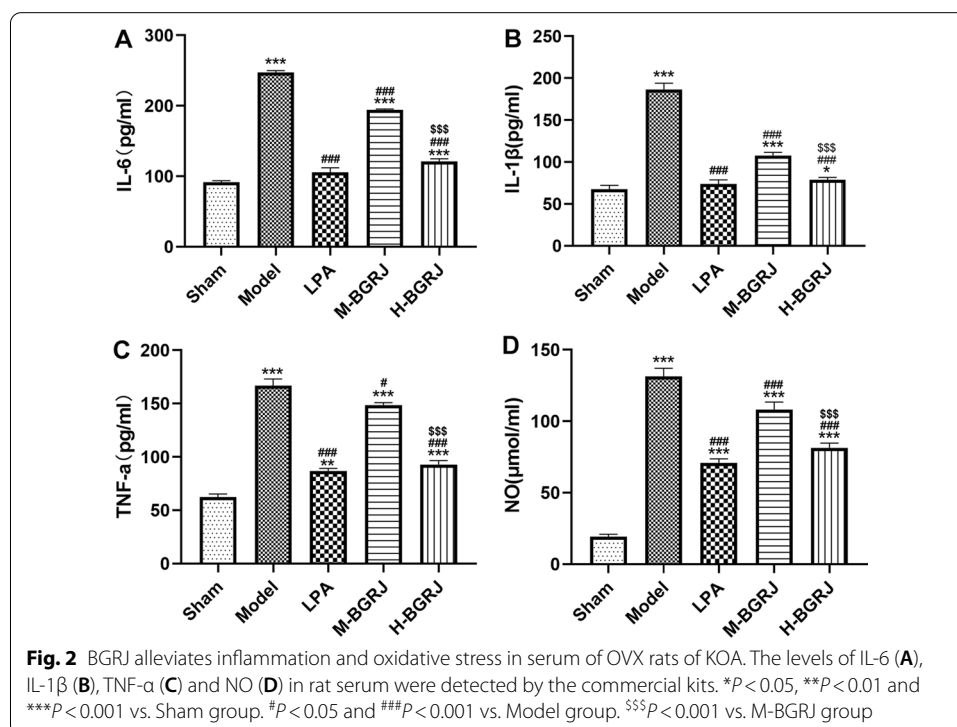 A
300
200
100
0
IL-6 (pg/ml)
***
###
###
***
$$$
###
***
Sham
Model
LPA
M-BGRJ
H-BGRJ
B
250
200
150
100
50
0
IL-1β(pg/ml)
***
###
###
***
$$$
###
*
Sham
Model
LPA
M-BGRJ
H-BGRJ
C
200
150
100
50
0
TNF-a (pg/ml)
***
###
**
#
***
$$$
###
***
Sham
Model
LPA
M-BGRJ
H-BGRJ
D
150
100
50
0
NO(μmol/ml)
***
###
***
###
***
$$$
###
***
Sham
Model
LPA
M-BGRJ
H-BGRJ
Fig. 2 BGRJ alleviates inflammation and oxidative stress in serum of OVX rats of KOA. The levels of IL-6 (A),
IL-1β (B), TNF-α (C) and NO (D) in rat serum were detected by the commercial kits. *P < 0.05, **P < 0.01 and
***P < 0.001 vs. Sham group. #P < 0.05 and ###P < 0.001 vs. Model group. $$$P < 0.001 vs. M-BGRJ group